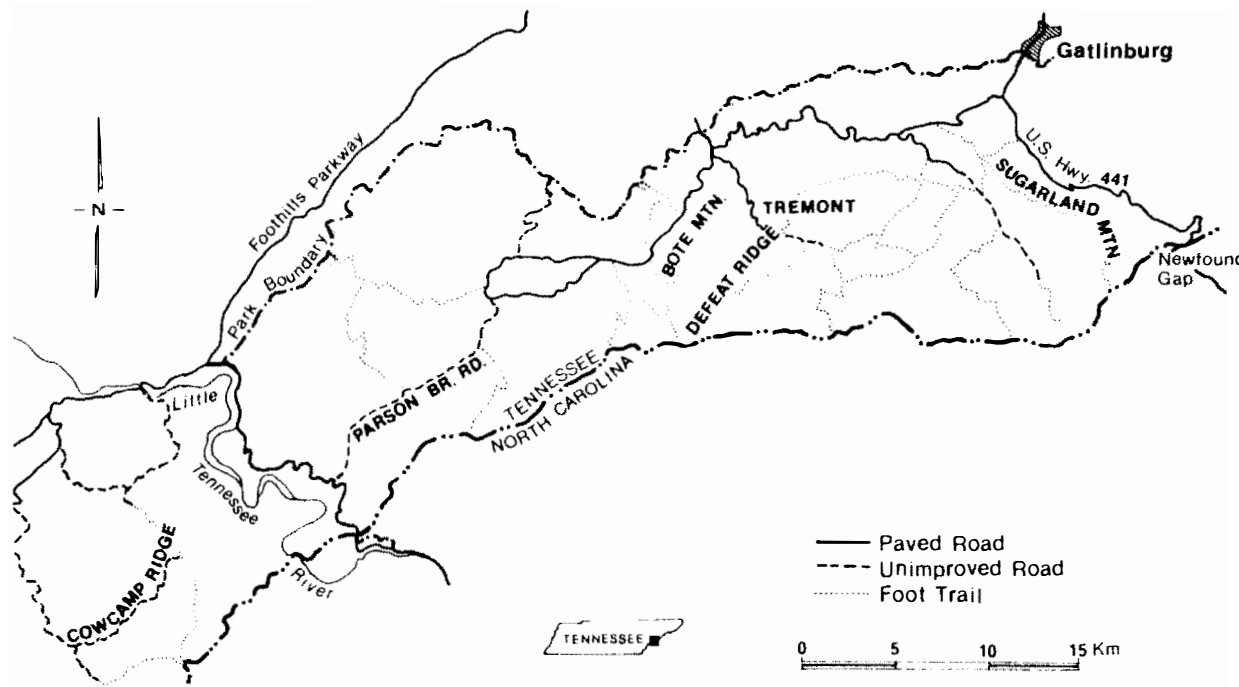 Gatlinburg
Foothills Parkway
U.S. Hwy. 441
SUGARLAND MTN
N
BOTE MTN.
TREMONT
Park Boundary
DEFEAT RIDGE
Newfound
Gap
Little
Tennessee
River
PARSON BR. RD.
TENNESSEE
NORTH CAROLINA
COWCAMP RIDGE
Paved Road
Unimproved Road
Foot Trail
TENNESSEE
0 5 10 15 Km